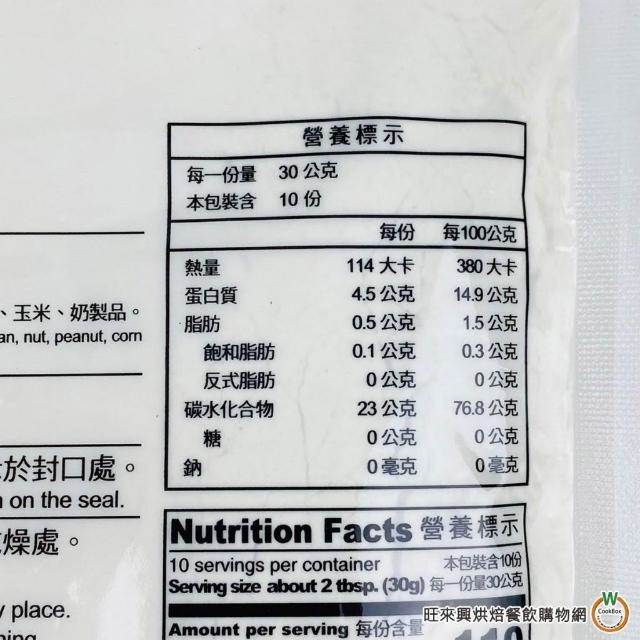 營養標示
每一份量 30 公克
本包裝含 10 份
每份 每100公克
熱量 114 大卡 380 大卡
蛋白質 4.5 公克 14.9 公克
脂肪 0.5 公克 1.5 公克
飽和脂肪 0.1 公克 0.3 公克
反式脂肪 0 公克 0 公克
碳水化合物 23 公克 76.8 公克
糖 0 公克 0 公克
鈉 0 毫克 0 毫克
、玉米、奶製品。
an, nut, peanut, corn
於封口處。
n on the seal.
燥處。
y place.
Nutrition Facts 營養標示
10 servings per container 本包裝含10份
Serving size about 2 tbsp. (30g) 每一份量30公克
Amount per serving 每份含量
旺來興烘焙餐飲購物網
W
CookBox